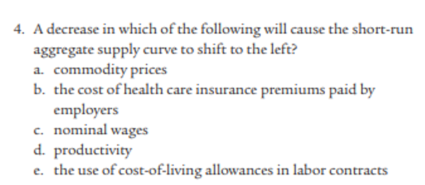 4. A decrease in which of the following will cause the short-run
aggregate supply curve to shift to the left?
a. commodity prices
b. the cost of health care insurance premiums paid by
employers
c. nominal wages
d. productivity
e. the use of cost-of-living allowances in labor contracts